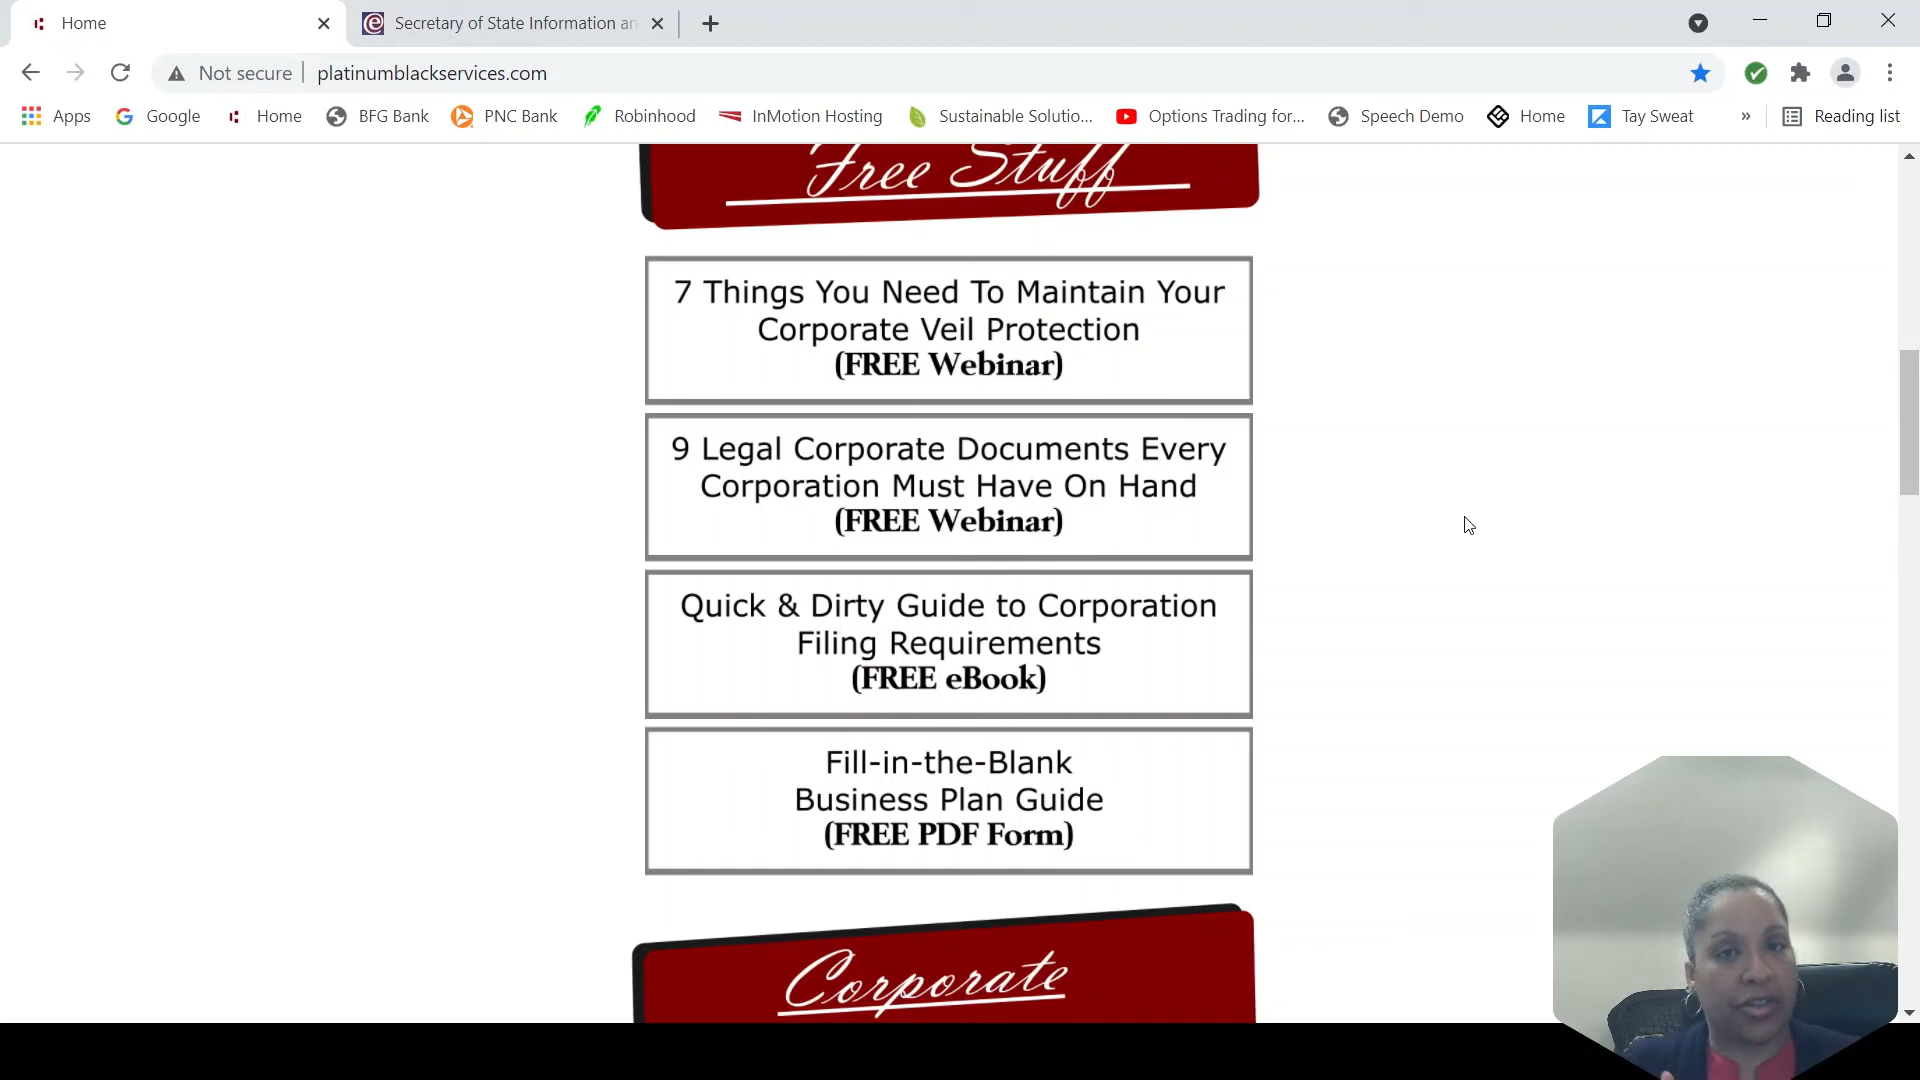 Home
Secretary of State Information an
Not secure
platinumblackservices.com
Apps
Google
Home
BFG Bank
PNC Bank
Robinhood
InMotion Hosting
Sustainable Solutio...
Options Trading for...
Speech Demo
Home
Tay Sweat
»
Reading list
Free Stuff
7 Things You Need To Maintain Your
Corporate Veil Protection
(FREE Webinar)
9 Legal Corporate Documents Every
Corporation Must Have On Hand
(FREE Webinar)
Quick & Dirty Guide to Corporation
Filing Requirements
(FREE eBook)
Fill-in-the-Blank
Business Plan Guide
(FREE PDF Form)
Corporate